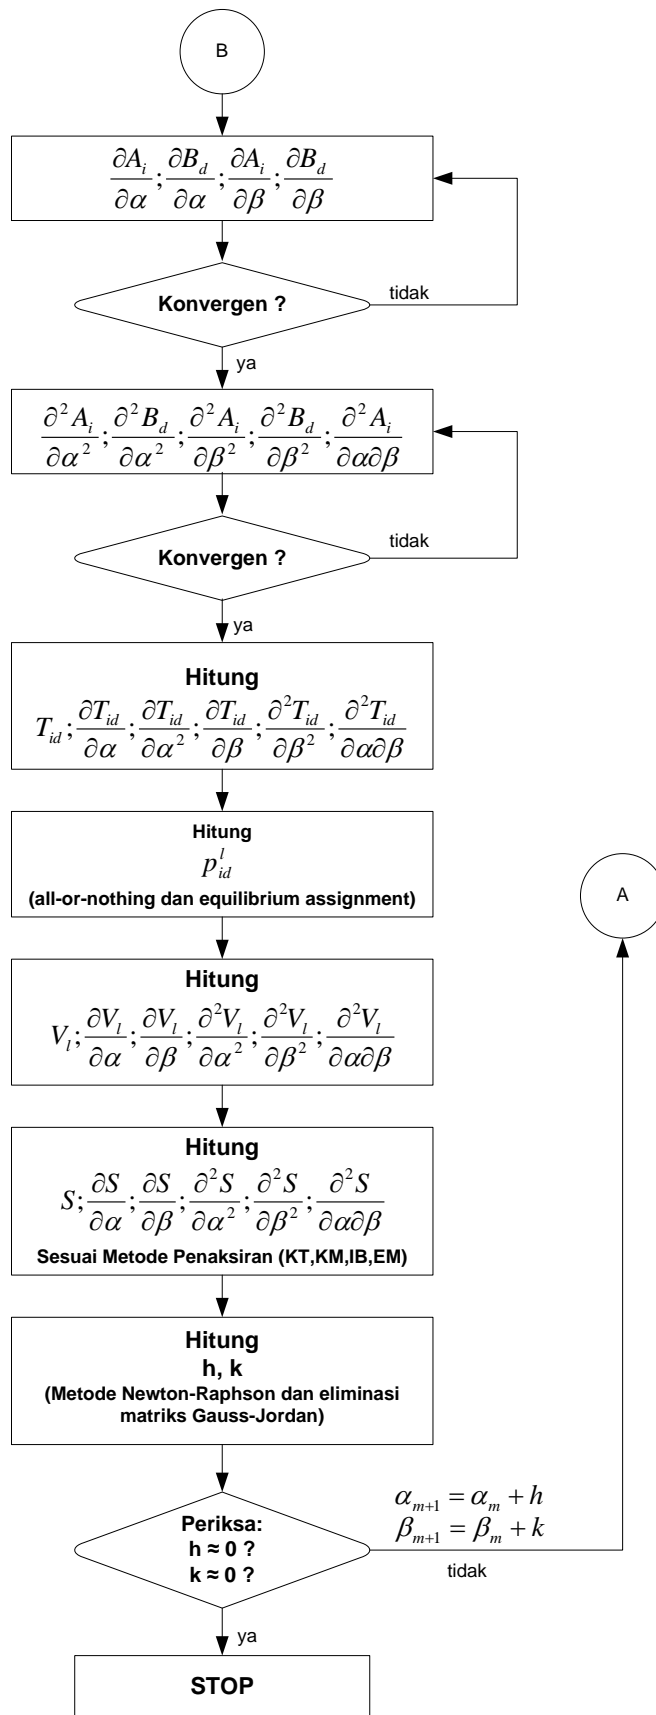 B
∂A_i/∂α ; ∂B_d/∂α ; ∂A_i/∂β ; ∂B_d/∂β
Konvergen ?
tidak
ya
∂²A_i/∂α² ; ∂²B_d/∂α² ; ∂²A_i/∂β² ; ∂²B_d/∂β² ; ∂²A_i/∂α∂β
Konvergen ?
tidak
ya
Hitung
T_id ; ∂T_id/∂α ; ∂T_id/∂α² ; ∂T_id/∂β ; ∂²T_id/∂β² ; ∂²T_id/∂α∂β
Hitung
p_id^l
(all-or-nothing dan equilibrium assignment)
A
Hitung
V_l ; ∂V_l/∂α ; ∂V_l/∂β ; ∂²V_l/∂α² ; ∂²V_l/∂β² ; ∂²V_l/∂α∂β
Hitung
S ; ∂S/∂α ; ∂S/∂β ; ∂²S/∂α² ; ∂²S/∂β² ; ∂²S/∂α∂β
Sesuai Metode Penaksiran (KT,KM,IB,EM)
Hitung
h, k
(Metode Newton-Raphson dan eliminasi
matriks Gauss-Jordan)
Periksa:
h ≈ 0 ?
k ≈ 0 ?
α_{m+1} = α_m + h
β_{m+1} = β_m + k
tidak
ya
STOP